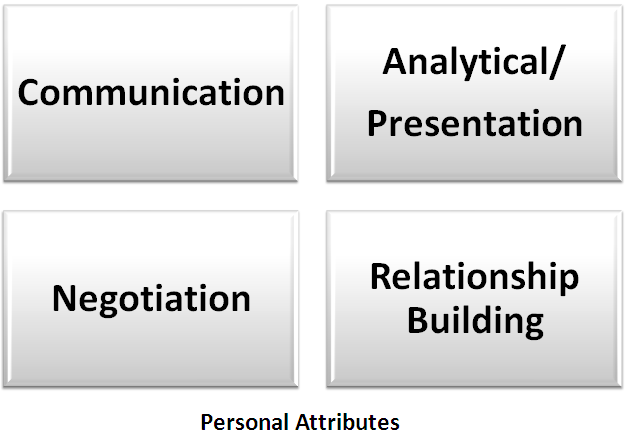 Communication
Analytical/
Presentation
Negotiation
Relationship
Building
Personal Attributes